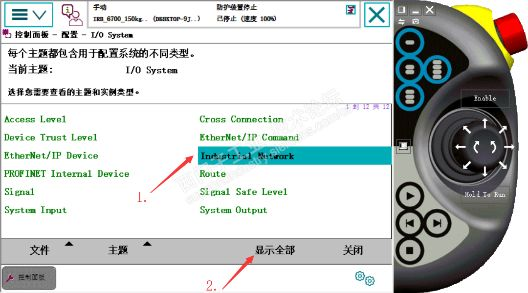 手动
IRB_6700_150kg.. (DESKTOP-9J..)
防护装置停止
已停止 (速度 100%)
控制面板 - 配置 - I/O System
每个主题都包含用于配置系统的不同类型。
当前主题: I/O System
选择您需要查看的主题和实例类型。
1 到 12 共 12
Access Level
Cross Connection
Device Trust Level
EtherNet/IP Command
EtherNet/IP Device
Industrial Network
PROFINET Internal Device
Route
Signal
Signal Safe Level
System Input
System Output
1.
文件
主题
显示全部
关闭
2.
控制面板
Enable
Hold To Run